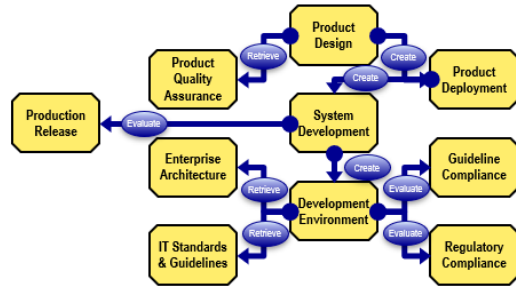 Product
Design
Retrieve
Create
Product
Quality
Assurance
Create
Product
Deployment
Production
Release
Evaluate
System
Development
Enterprise
Architecture
Create
Guideline
Compliance
Retrieve
Evaluate
Development
Environment
IT Standards
& Guidelines
Retrieve
Evaluate
Regulatory
Compliance